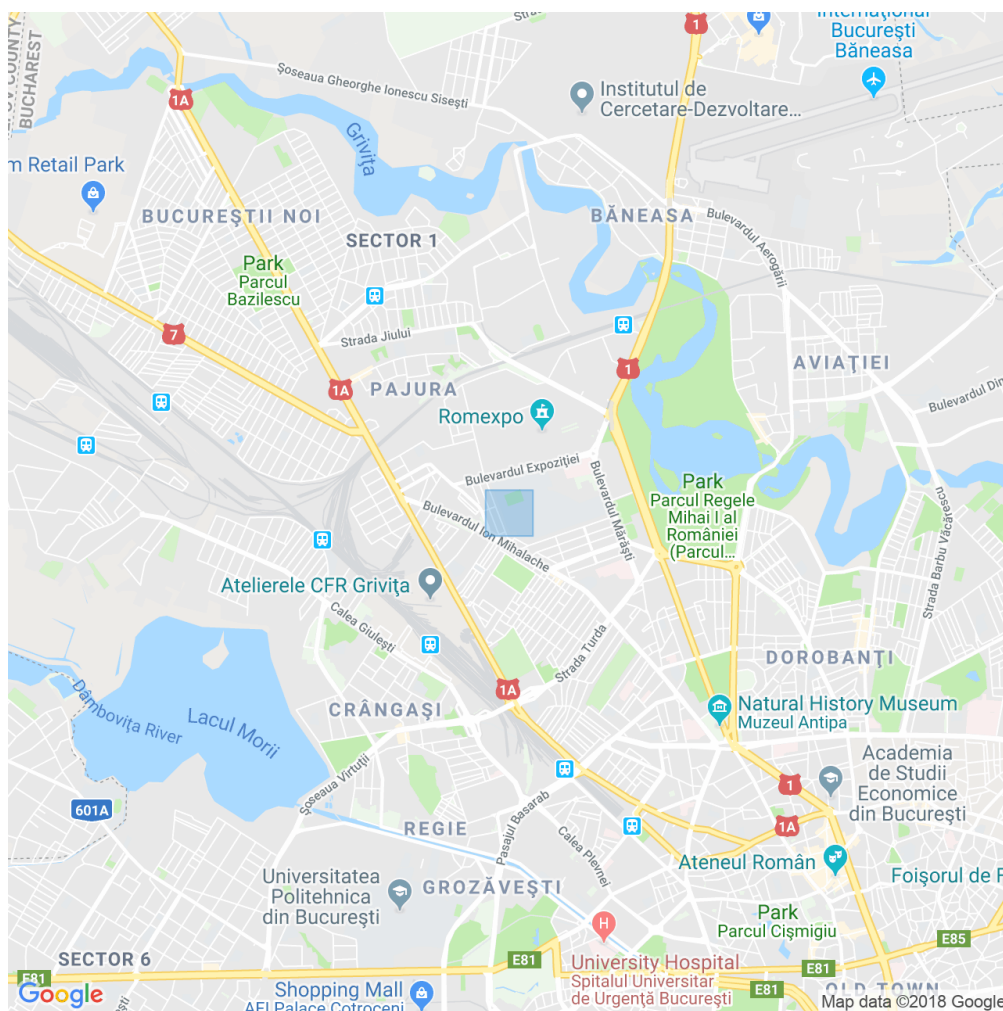 1
Internațional
București
Băneasa
Strada
Șoseaua Gheorghe Ionescu Sisești
BUCHAREST
COUNTY
1A
Institutul de
Cercetare-Dezvoltare...
Grivița
m Retail Park
BUCUREȘTII NOI
BĂNEASA
Bulevardul Aerogării
SECTOR 1
Park
Parcul
Bazilescu
7
Strada Jiului
1
AVIAȚIEI
1A
PAJURA
Bulevardul Din
Romexpo
Bulevardul Expoziției
Bulevardul Mărăști
Park
Parcul Regele
Mihai I al
României
(Parcul...
Bulevardul Ion Mihalache
Strada Barbu Văcărescu
Atelierele CFR Grivița
Calea Giulești
Strada Turda
DOROBANȚI
1A
Natural History Museum
Muzeul Antipa
CRÂNGAȘI
Dâmbovița River
Lacul Morii
Academia
de Studii
Economice
din București
Șoseaua Virtuții
1
601A
1A
REGIE
Pasajul Basarab
Calea Plevnei
Ateneul Român
Foișorul de F
Universitatea
Politehnica
din București
GROZĂVEȘTI
Park
Parcul Cișmigiu
H
E85
SECTOR 6
E81
E81
E81
University Hospital
Spitalul Universitar
de Urgență București
E81
OLD TOWN
Google
Shopping Mall
AFI Palace Cotroceni
Map data ©2018 Google